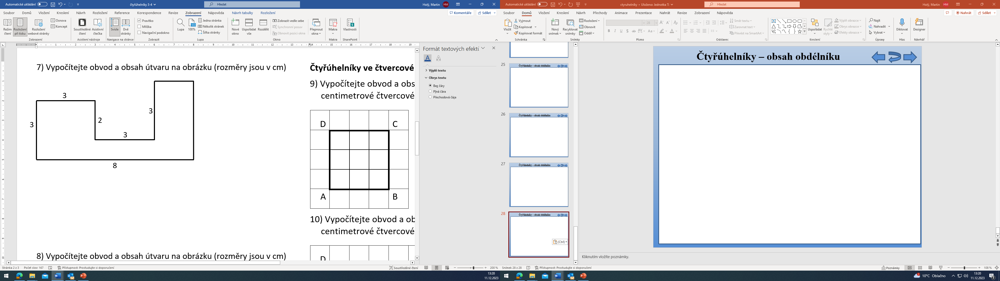 Automatické ukládání
čtyřúhelníky 3-4
Hledat
Holý, Martin
HM
Soubor Domů Vložení Kreslení Návrh Rozložení Reference Korespondence Revize Zobrazení Nápověda Návrh tabulky Rozložení
Komentáře
Sdílet
Režim čtení
Rozložení při tisku
Rozložení webové stránky
Osnova
Koncept
Zobrazení
Soustředěné čtení
Asistivní čtečka
Asistivní nástroje
Svisle
Dvě stránky
Navigace na stránce
Pravítko
Mřížka
Navigační podokno
Zobrazit
Lupa
100%
Jedna stránka
Několik stránek
Šířka stránky
Lupa
Nové okno
Uspořádat vše
Rozdělit
Zobrazit vedle sebe
Synchronní posuv
Obnovit pozici okna
Přepnout okna
Okno
Makra
Makra
Vlastnosti
SharePoint
7) Vypočítejte obvod a obsah útvaru na obrázku (rozměry jsou v cm)
3
3
2
3
3
8
8) Vypočítejte obvod a obsah útvaru na obrázku (rozměry jsou v cm)
Čtyřúhelníky ve čtvercové
9) Vypočítejte obvod a obs
centimetrové čtvercové
D C
A B
10) Vypočítejte obvod a ob
centimetrové čtvercové
D
Formát textových efektů
Výplň textu
Obrys textu
Bez čáry
Plná čára
Přechodová čára
Stránka 2 z 3
Počet slov: 167
Přístupnost: Prostudujte si doporučení
Soustředěné čtení
200 %
13:20
11.12.2023
Automatické ukládání
ctyruhelniky • Uloženo: Jednotka T:
Hledat
Holý, Martin
HM
Soubor Domů Vložení Kreslení Návrh Přechody Animace Prezentace Nahrát Revize Zobrazení Nápověda
Nahrát
Sdílet
Vložit
Vyjmout
Kopírovat
Kopírovat formát
Schránka
Nový snímek
Recyklovat snímky
Rozložení
Obnovit
Oddíl
Snímky
28
Písmo
Směr textu
Zarovnat text
Převést na SmartArt
Odstavec
Uspořádat
Rychlé styly
Výplň obrazce
Obrys obrazce
Efekty obrazce
Kreslení
Najít
Nahradit
Vybrat
Úpravy
Diktovat
Hlas
Designer
Návrhář
25
Čtyřúhelníky – obsah obdélníku
26
Čtyřúhelníky – obsah obdélníku
27
Čtyřúhelníky – obsah obdélníku
28
Čtyřúhelníky – obsah obdélníku
(Ctrl)
Čtyřúhelníky – obsah obdélníku
Kliknutím vložíte poznámky.
Snímek 28 z 28
Přístupnost: Prostudujte si doporučení
Poznámky
108 %
10°C Oblačno
13:20
11.12.2023